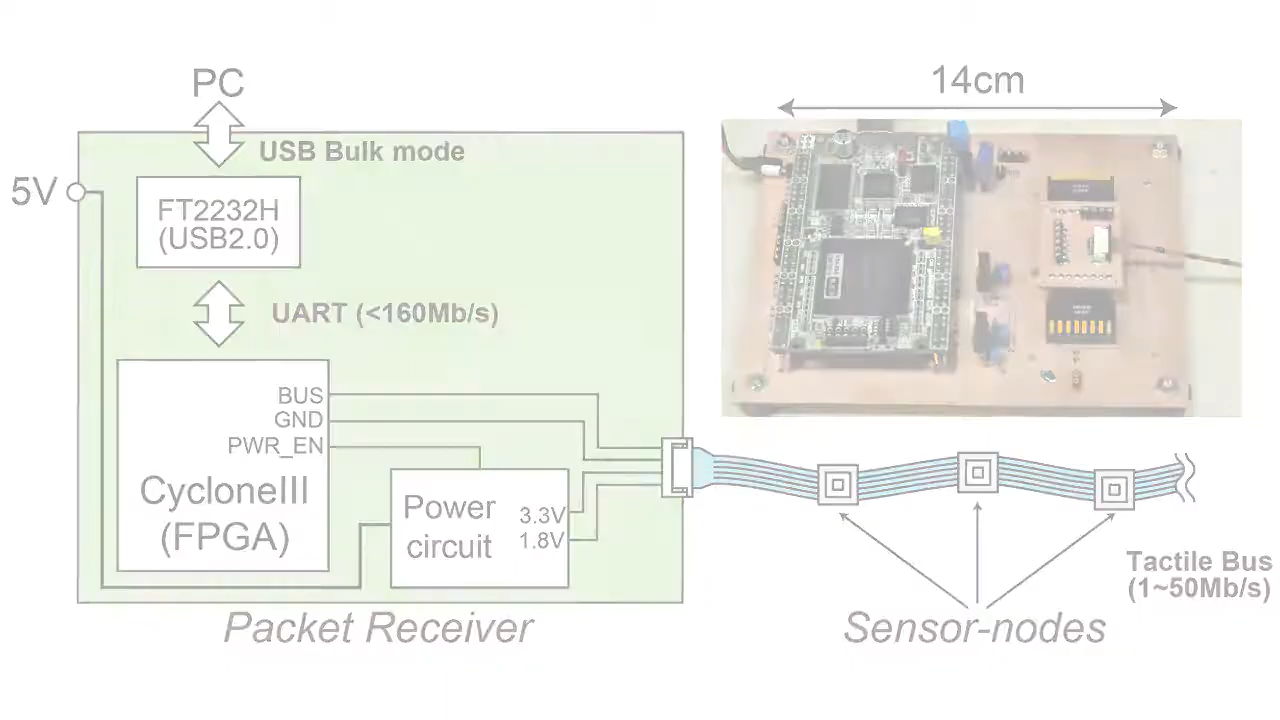 PC
14cm
USB Bulk mode
5V
FT2232H
(USB2.0)
UART (<160Mb/s)
BUS
GND
PWR_EN
CycloneIII
(FPGA)
Power
circuit
3.3V
1.8V
Tactile Bus
(1~50Mb/s)
Packet Receiver
Sensor-nodes